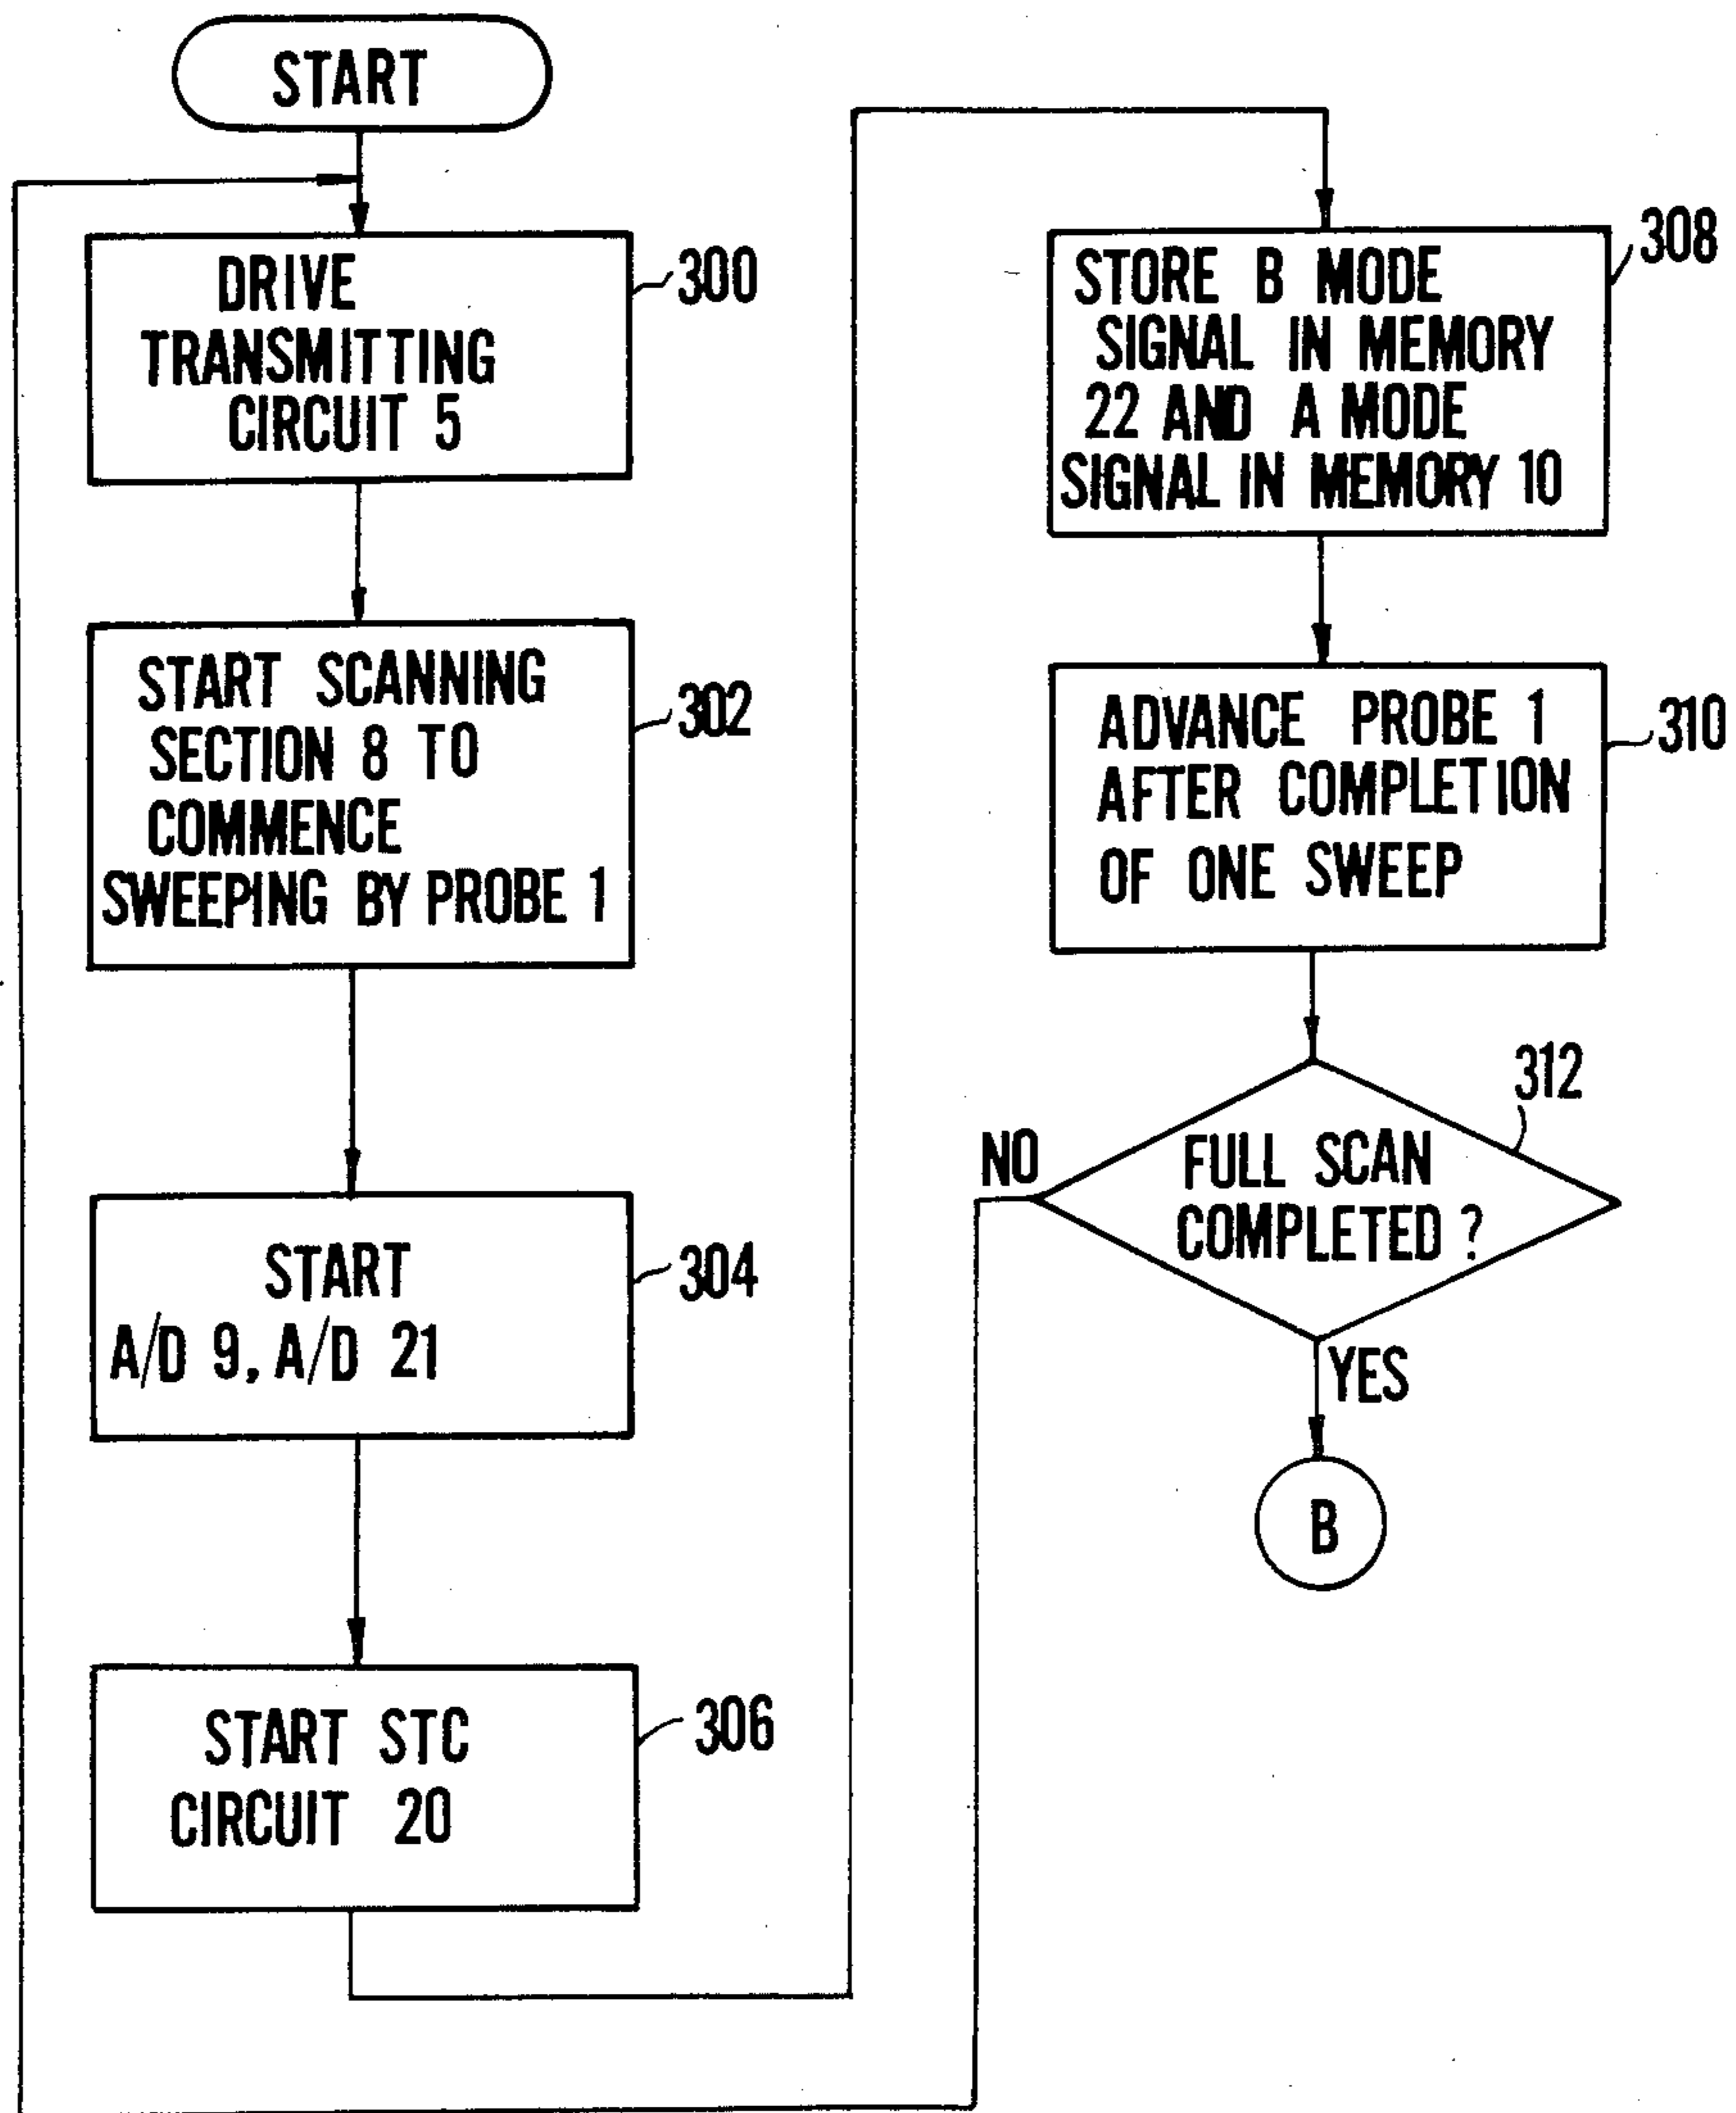 START
DRIVE
TRANSMITTING
CIRCUIT 5
300
START SCANNING
SECTION 8 TO
COMMENCE
SWEEPING BY PROBE 1
302
START
A/D 9, A/D 21
304
START STC
CIRCUIT 20
306
STORE B MODE
SIGNAL IN MEMORY
22 AND A MODE
SIGNAL IN MEMORY 10
308
ADVANCE PROBE 1
AFTER COMPLETION
OF ONE SWEEP
310
FULL SCAN
COMPLETED ?
312
NO
YES
B